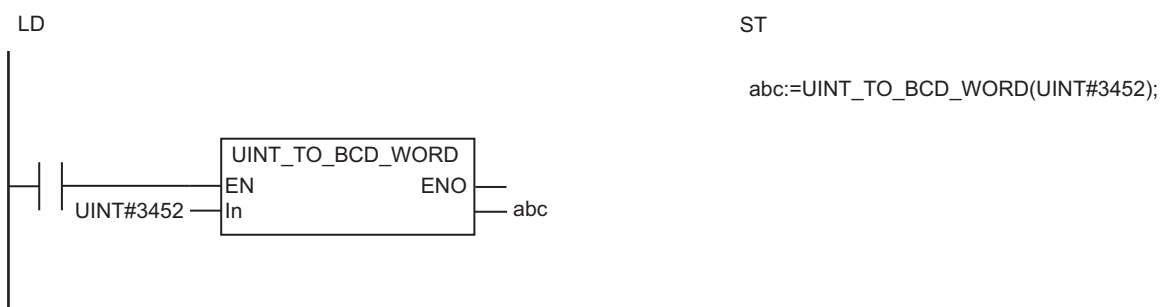 LD
UINT_TO_BCD_WORD
EN ENO
UINT#3452 In abc
ST
abc:=UINT_TO_BCD_WORD(UINT#3452);